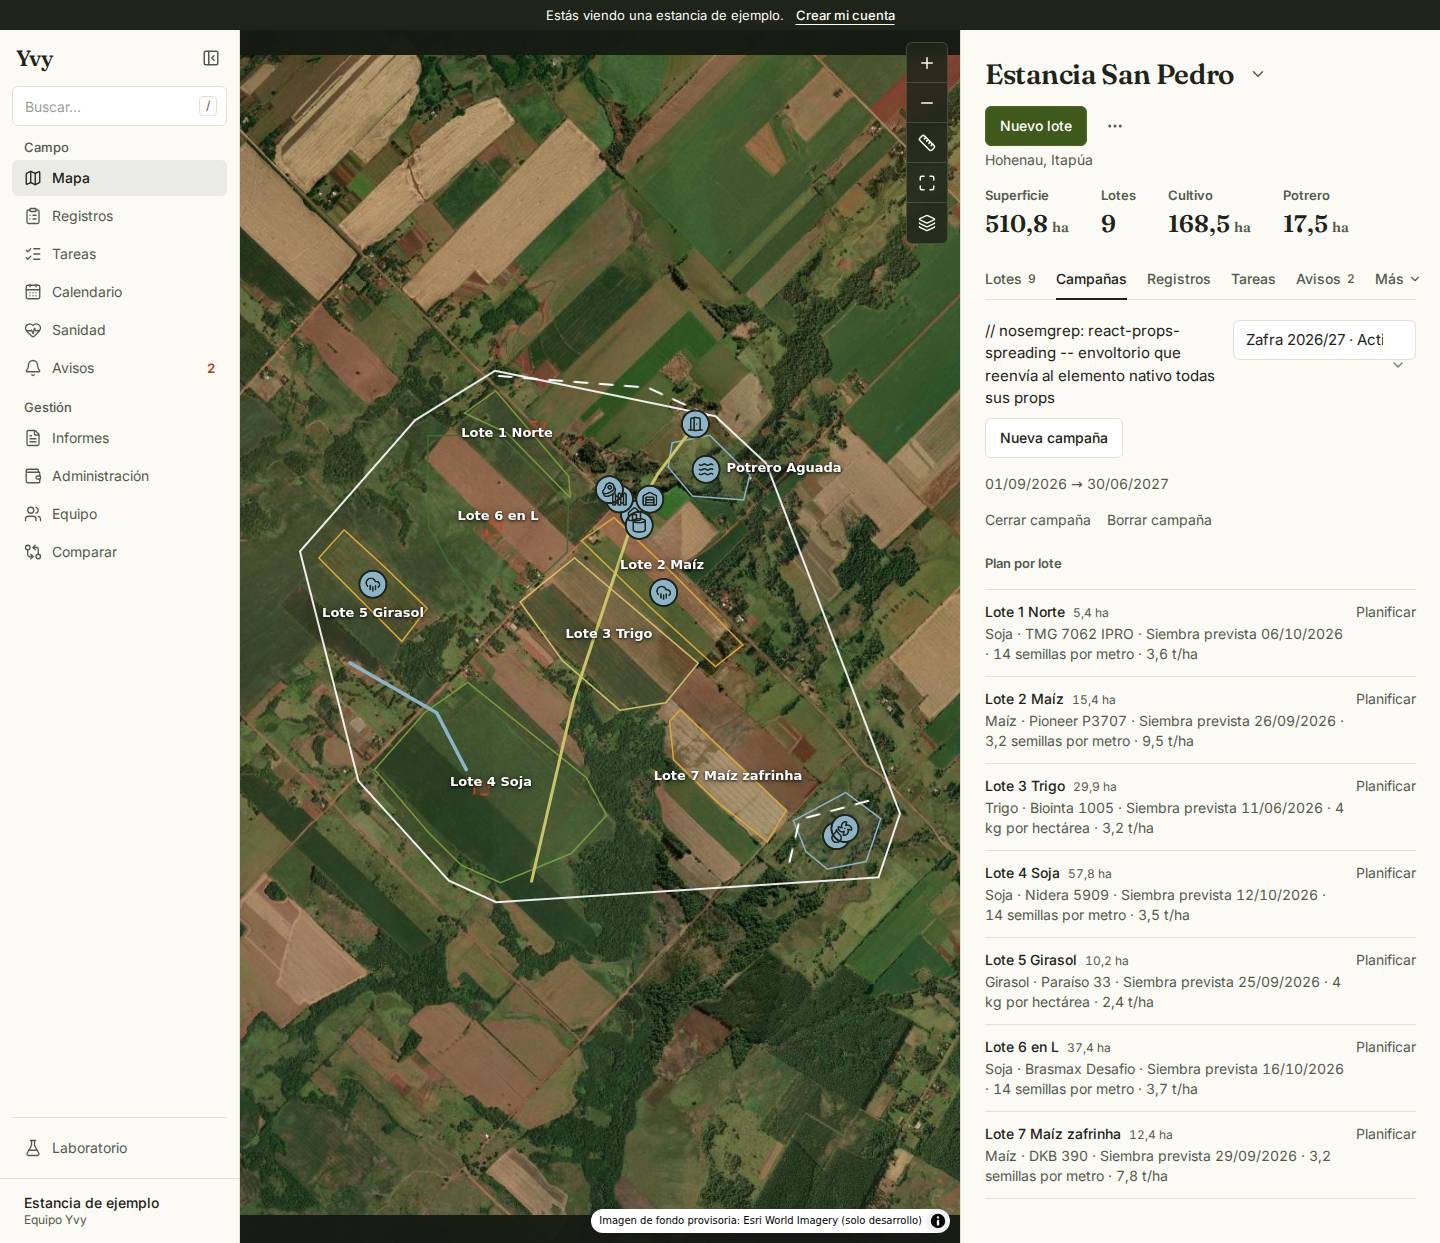 Estás viendo una estancia de ejemplo. Crear mi cuenta
Yvy
Buscar... /
Campo
Mapa
Registros
Tareas
Calendario
Sanidad
Avisos 2
Gestión
Informes
Administración
Equipo
Comparar
Laboratorio
Estancia de ejemplo
Equipo Yvy
Lote 1 Norte
Potrero Aguada
Lote 6 en L
Lote 2 Maíz
Lote 5 Girasol
Lote 3 Trigo
Lote 4 Soja
Lote 7 Maíz zafrinha
Imagen de fondo provisoria: Esri World Imagery (solo desarrollo)
Estancia San Pedro
Nuevo lote
Hohenau, Itapúa
Superficie Lotes Cultivo Potrero
510,8 ha 9 168,5 ha 17,5 ha
Lotes 9 Campañas Registros Tareas Avisos 2 Más
// nosemgrep: react-props-
spreading -- envoltorio que
reenvía al elemento nativo todas
sus props
Zafra 2026/27 · Acti
Nueva campaña
01/09/2026 → 30/06/2027
Cerrar campaña Borrar campaña
Plan por lote
Lote 1 Norte 5,4 ha Planificar
Soja · TMG 7062 IPRO · Siembra prevista 06/10/2026
· 14 semillas por metro · 3,6 t/ha
Lote 2 Maíz 15,4 ha Planificar
Maíz · Pioneer P3707 · Siembra prevista 26/09/2026 ·
3,2 semillas por metro · 9,5 t/ha
Lote 3 Trigo 29,9 ha Planificar
Trigo · Biointa 1005 · Siembra prevista 11/06/2026 · 4
kg por hectárea · 3,2 t/ha
Lote 4 Soja 57,8 ha Planificar
Soja · Nidera 5909 · Siembra prevista 12/10/2026 ·
14 semillas por metro · 3,5 t/ha
Lote 5 Girasol 10,2 ha Planificar
Girasol · Paraíso 33 · Siembra prevista 25/09/2026 · 4
kg por hectárea · 2,4 t/ha
Lote 6 en L 37,4 ha Planificar
Soja · Brasmax Desafio · Siembra prevista 16/10/2026
· 14 semillas por metro · 3,7 t/ha
Lote 7 Maíz zafrinha 12,4 ha Planificar
Maíz · DKB 390 · Siembra prevista 29/09/2026 · 3,2
semillas por metro · 7,8 t/ha